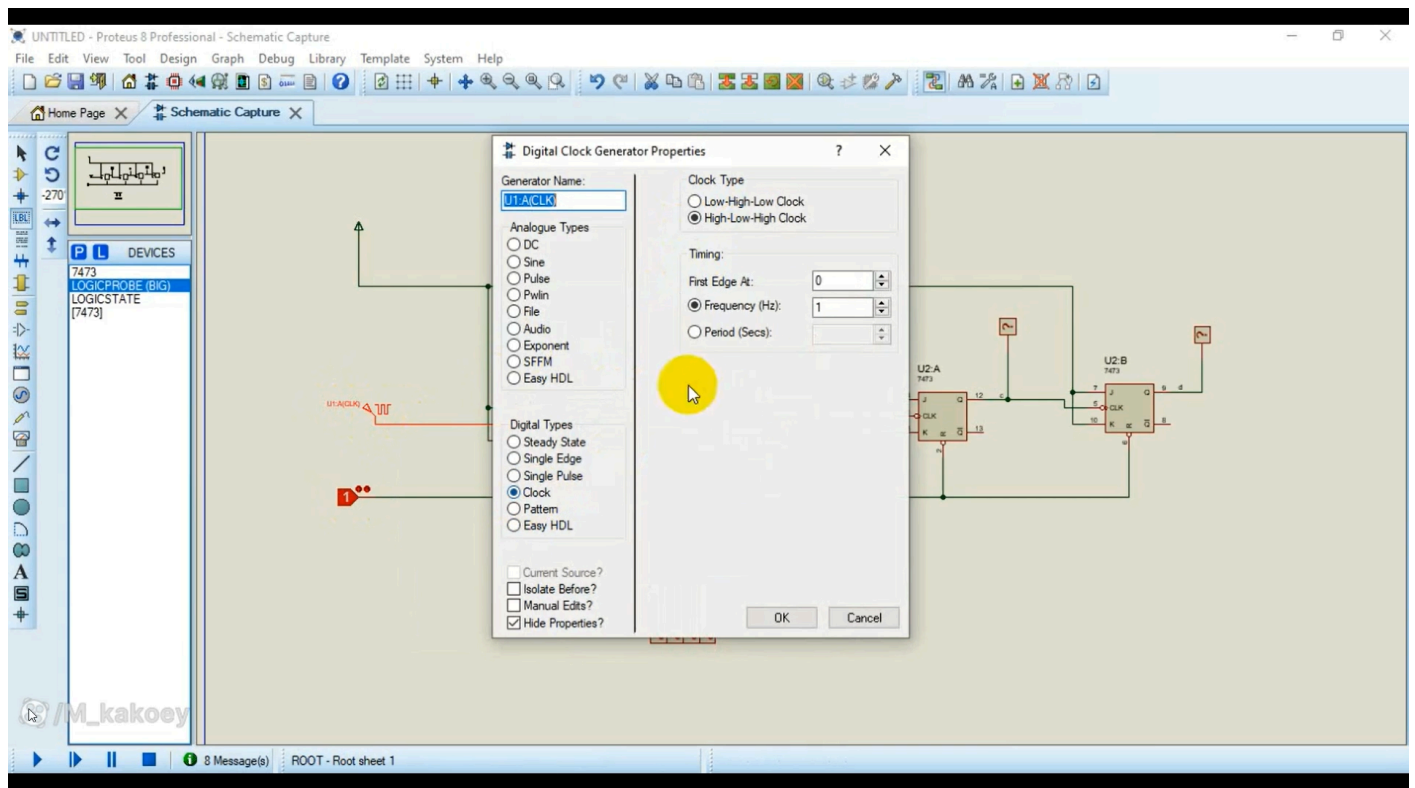 UNTITLED - Proteus 8 Professional - Schematic Capture
File Edit View Tool Design Graph Debug Library Template System Help
Home Page
Schematic Capture
-270°
LBL
P L DEVICES
7473
LOGICPROBE (BIG)
LOGICSTATE
[7473]
Digital Clock Generator Properties ?
Generator Name:
U1:A(CLK)
Analogue Types
DC
Sine
Pulse
Pwlin
File
Audio
Exponent
SFFM
Easy HDL
Digital Types
Steady State
Single Edge
Single Pulse
Clock
Pattern
Easy HDL
Current Source?
Isolate Before?
Manual Edits?
Hide Properties?
Clock Type
Low-High-Low Clock
High-Low-High Clock
Timing:
First Edge At: 0
Frequency (Hz): 1
Period (Secs):
OK Cancel
U1:A(CLK)
1
U2:A
7473
J Q 12 c
CLK
K Q 13
?
U2:B
7473
7 J Q 9 d
5 CLK
10 K Q 8
6
?
A
S
/M_kakoey
8 Message(s) ROOT - Root sheet 1